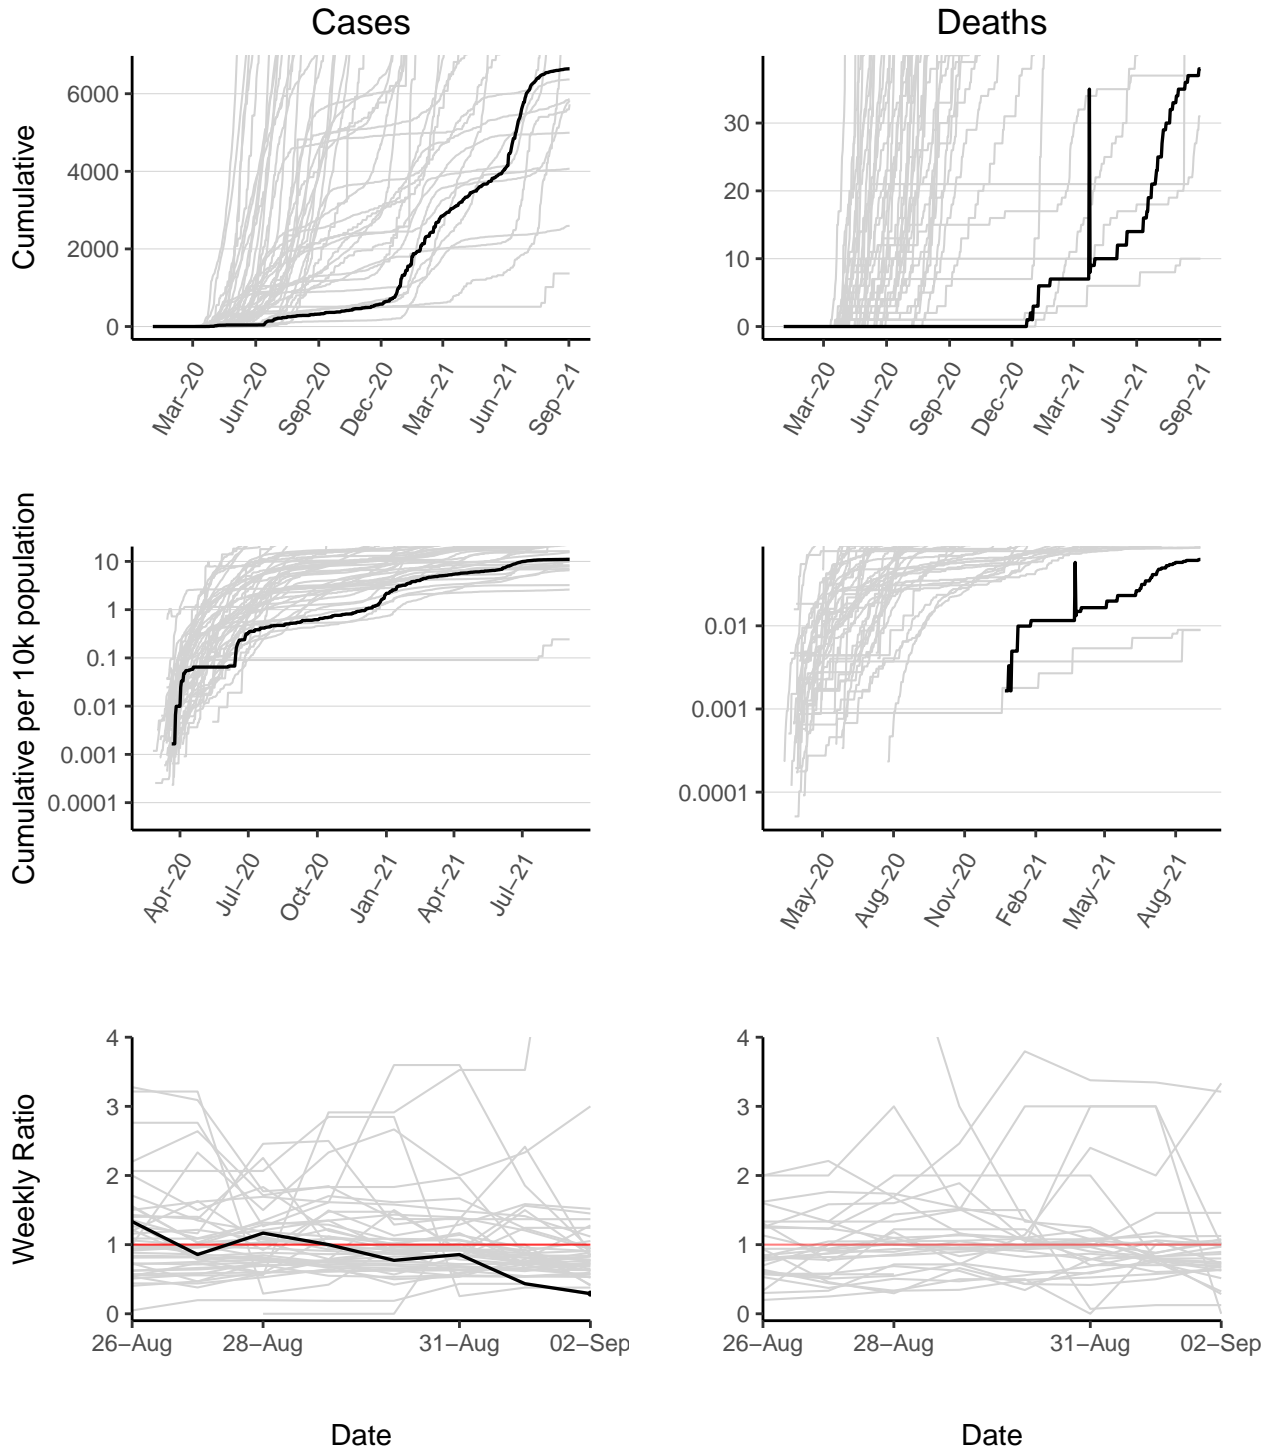 Cases
Deaths
Cumulative
6000
4000
2000
0
Mar−20
Jun−20
Sep−20
Dec−20
Mar−21
Jun−21
Sep−21
30
20
10
0
Mar−20
Jun−20
Sep−20
Dec−20
Mar−21
Jun−21
Sep−21
Cumulative per 10k population
10
1
0.1
0.01
0.001
0.0001
Apr−20
Jul−20
Oct−20
Jan−21
Apr−21
Jul−21
0.01
0.001
0.0001
May−20
Aug−20
Nov−20
Feb−21
May−21
Aug−21
Weekly Ratio
4
3
2
1
0
26−Aug
28−Aug
31−Aug
02−Sep
4
3
2
1
0
26−Aug
28−Aug
31−Aug
02−Sep
Date
Date